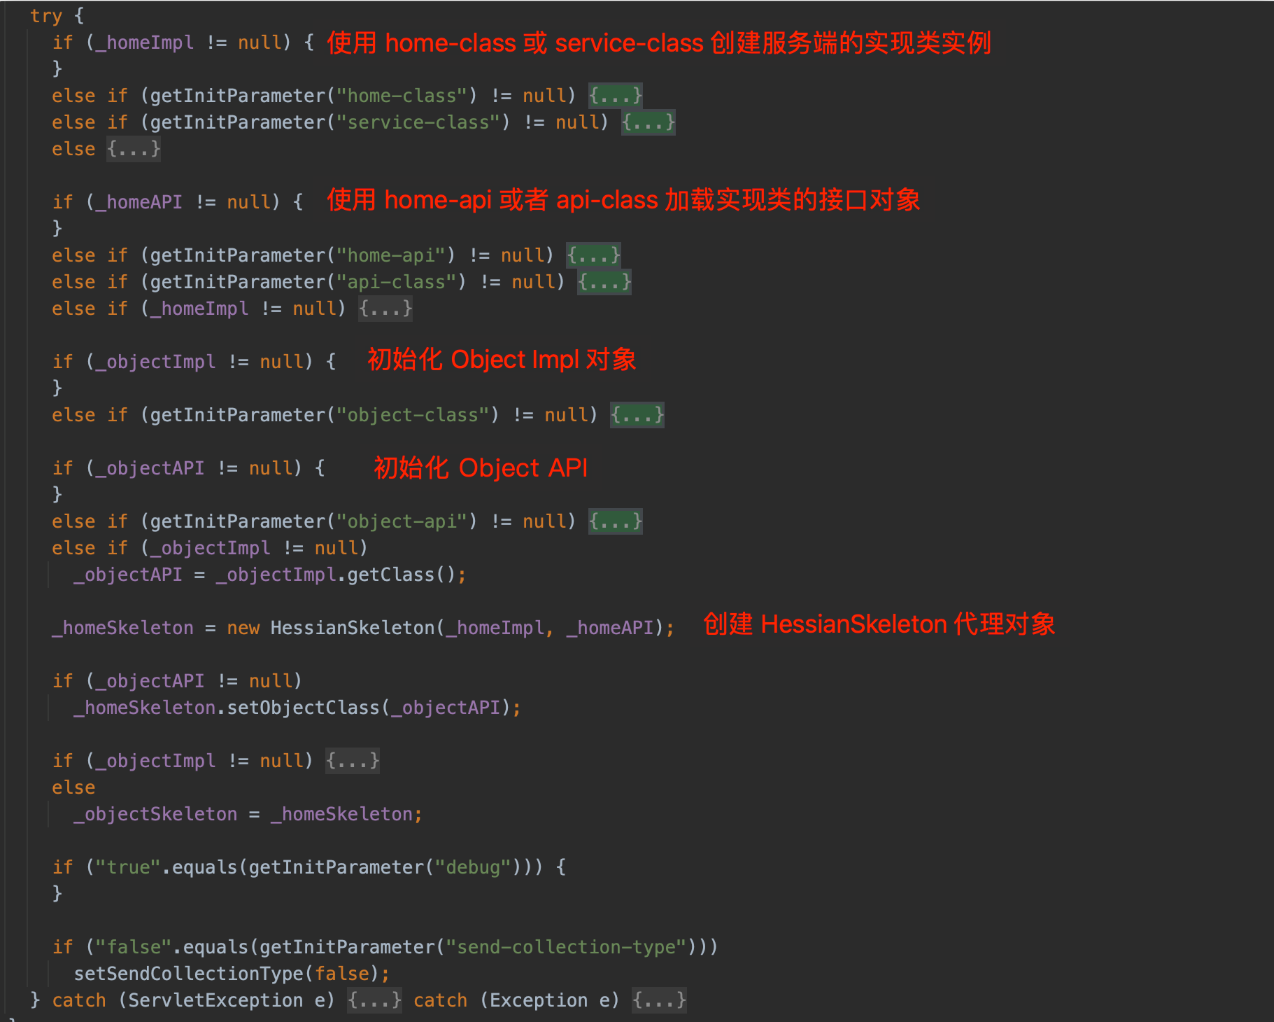 try {
if (_homeImpl != null) { 使用 home-class 或 service-class 创建服务端的实现类实例
}
else if (getInitParameter("home-class") != null) {...}
else if (getInitParameter("service-class") != null) {...}
else {...}
if (_homeAPI != null) { 使用 home-api 或者 api-class 加载实现类的接口对象
}
else if (getInitParameter("home-api") != null) {...}
else if (getInitParameter("api-class") != null) {...}
else if (_homeImpl != null) {...}
if (_objectImpl != null) { 初始化 Object Impl 对象
}
else if (getInitParameter("object-class") != null) {...}
if (_objectAPI != null) { 初始化 Object API
}
else if (getInitParameter("object-api") != null) {...}
else if (_objectImpl != null)
_objectAPI = _objectImpl.getClass();
_homeSkeleton = new HessianSkeleton(_homeImpl, _homeAPI); 创建 HessianSkeleton 代理对象
if (_objectAPI != null)
_homeSkeleton.setObjectClass(_objectAPI);
if (_objectImpl != null) {...}
else
_objectSkeleton = _homeSkeleton;
if ("true".equals(getInitParameter("debug"))) {
}
if ("false".equals(getInitParameter("send-collection-type")))
setSendCollectionType(false);
} catch (ServletException e) {...} catch (Exception e) {...}